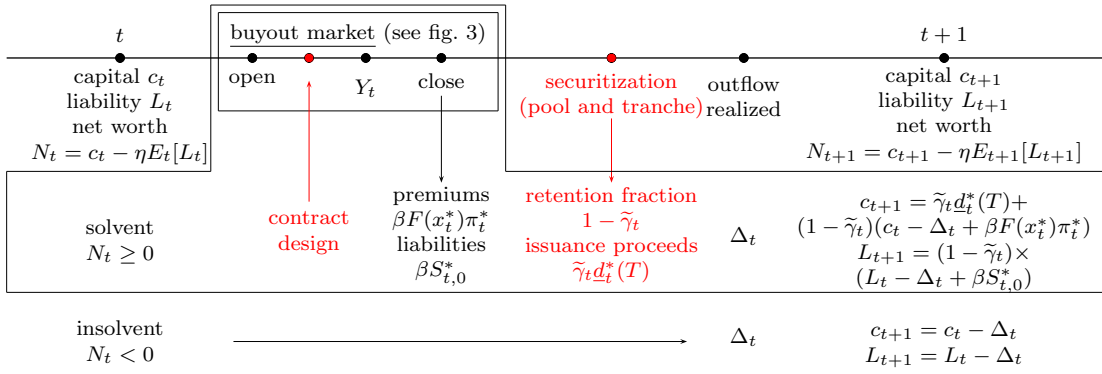 t
buyout market (see fig. 3)
t + 1
open
Y_t
close
securitization
(pool and tranche)
outflow
realized
capital c_t
liability L_t
net worth
N_t = c_t − ηE_t[L_t]
capital c_{t+1}
liability L_{t+1}
net worth
N_{t+1} = c_{t+1} − ηE_{t+1}[L_{t+1}]
solvent
N_t ≥ 0
contract
design
premiums
βF(x_t^*)π_t^*
liabilities
βS_{t,0}^*
retention fraction
1 − γ̃_t
issuance proceeds
γ̃_t d̲_t^*(T)
Δ_t
c_{t+1} = γ̃_t d̲_t^*(T)+
(1 − γ̃_t)(c_t − Δ_t + βF(x_t^*)π_t^*)
L_{t+1} = (1 − γ̃_t)×
(L_t − Δ_t + βS_{t,0}^*)
insolvent
N_t < 0
Δ_t
c_{t+1} = c_t − Δ_t
L_{t+1} = L_t − Δ_t